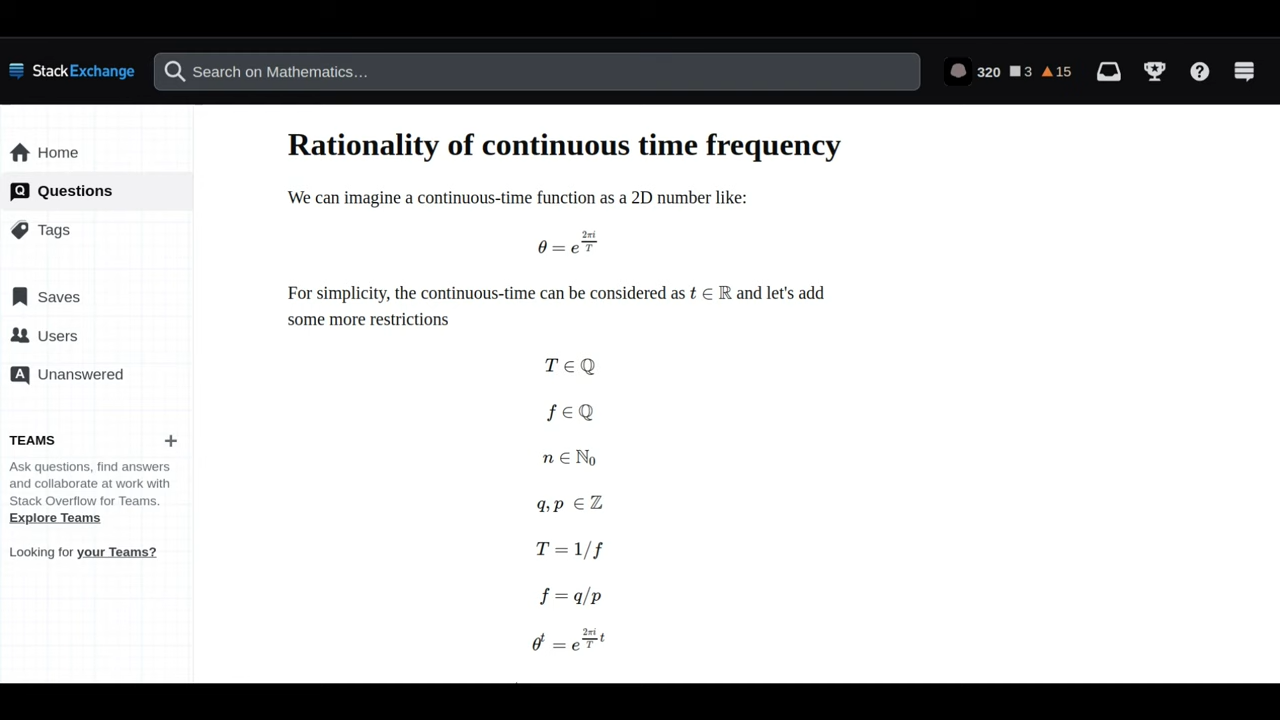 StackExchange
Search on Mathematics…
320 3 15
Home
Questions
Tags
Saves
Users
Unanswered
TEAMS +
Ask questions, find answers
and collaborate at work with
Stack Overflow for Teams.
Explore Teams
Looking for your Teams?
Rationality of continuous time frequency
We can imagine a continuous-time function as a 2D number like:
θ = e^{\frac{2πi}{T}}
For simplicity, the continuous-time can be considered as t ∈ ℝ and let's add
some more restrictions
T ∈ ℚ
f ∈ ℚ
n ∈ ℕ₀
q, p ∈ ℤ
T = 1/f
f = q/p
θ^t = e^{\frac{2πi}{T}t}